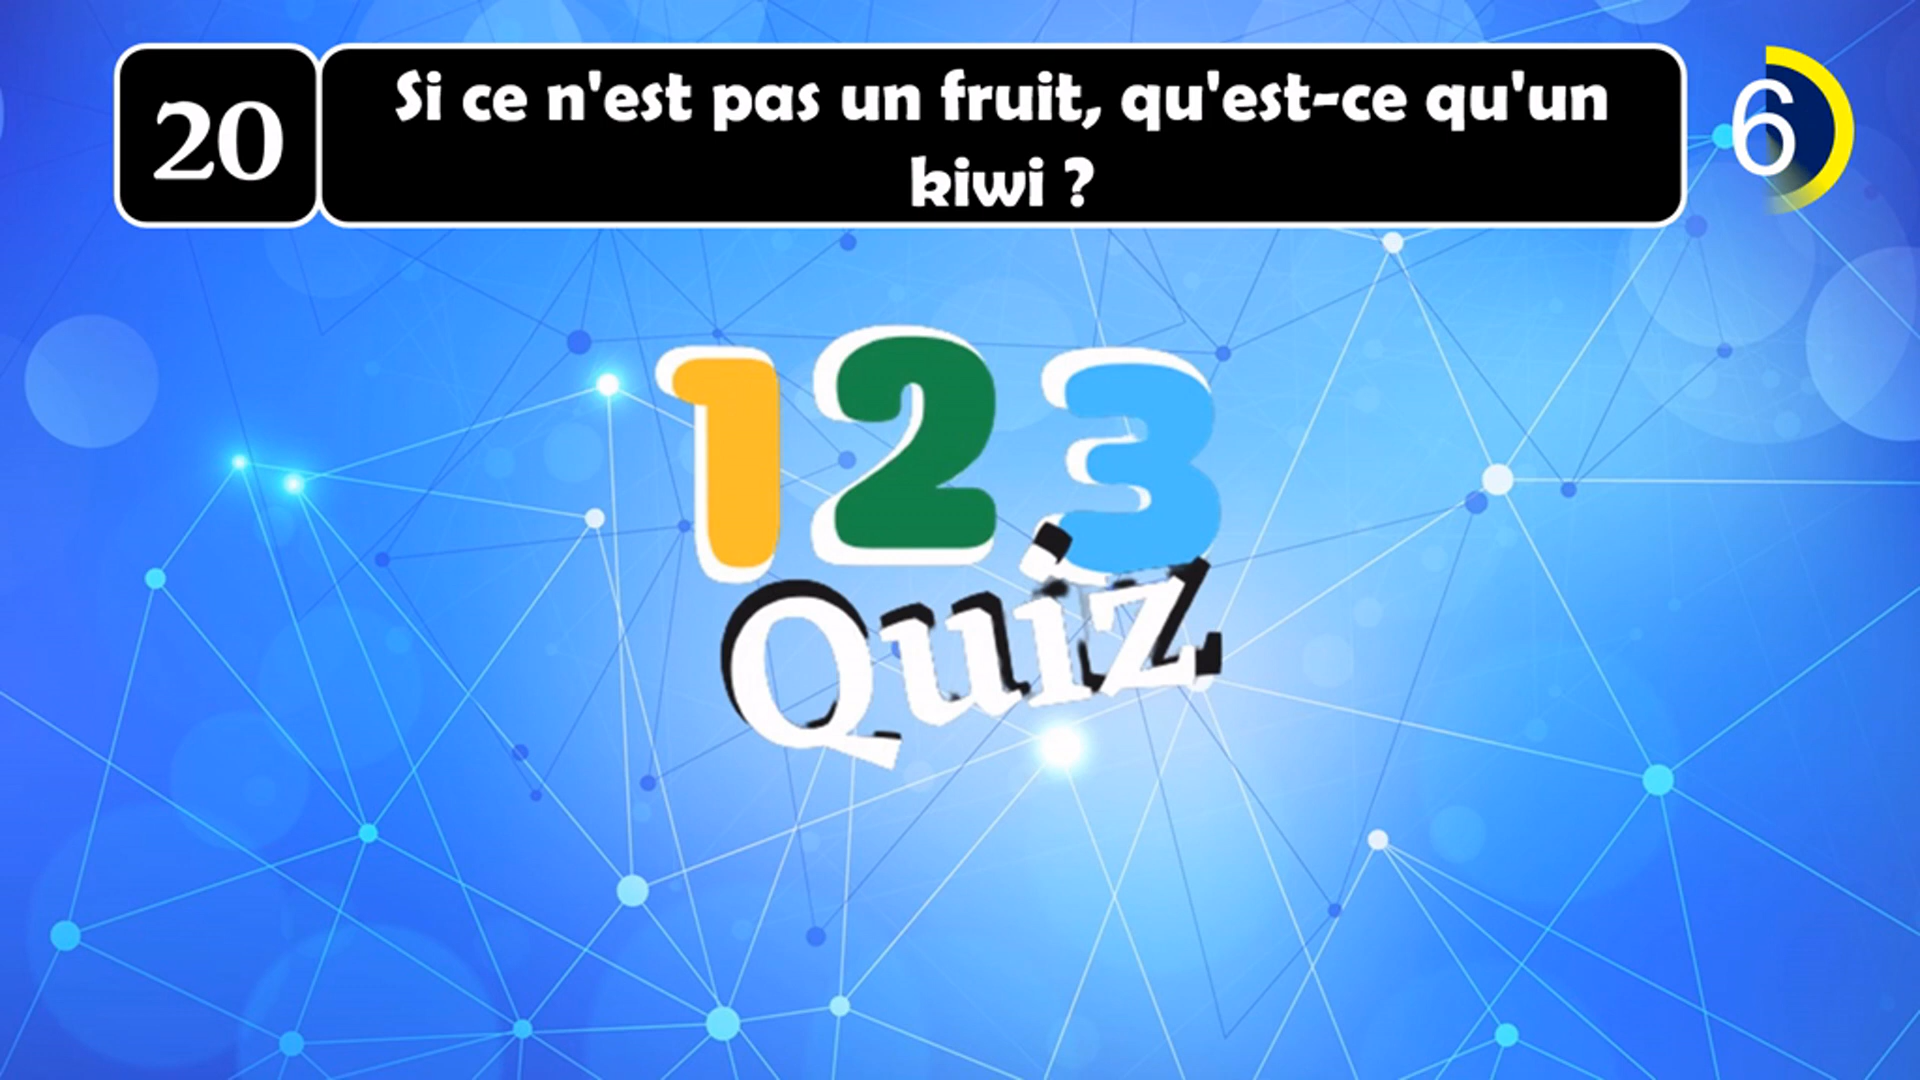 20
Si ce n'est pas un fruit, qu'est-ce qu'un
kiwi ?
6
1 2 3
Quiz